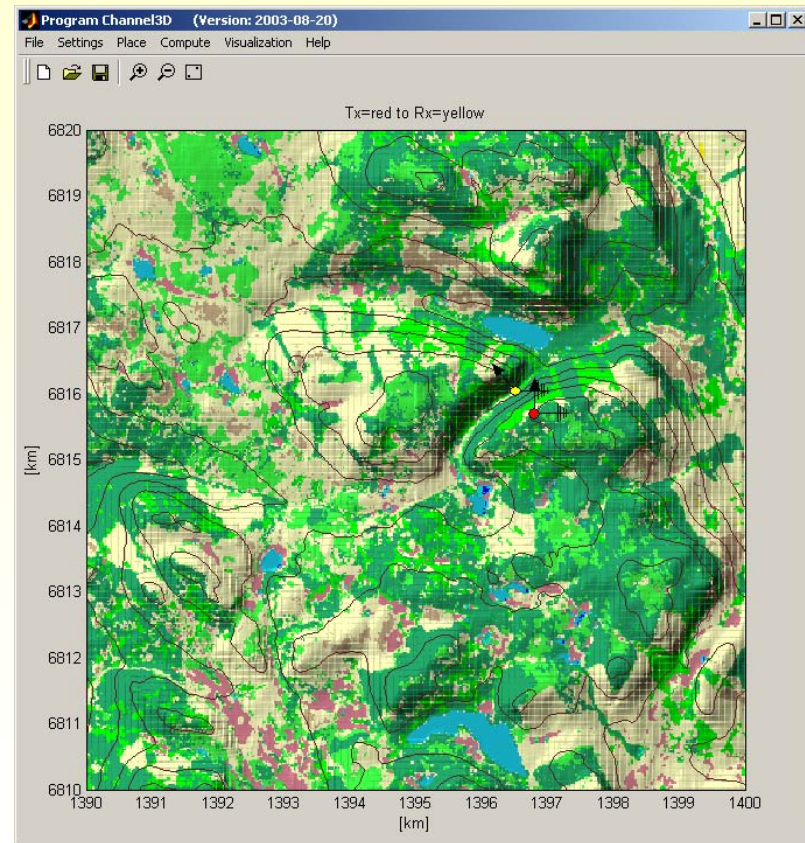 Program Channel3D (Version: 2003-08-20)
File Settings Place Compute Visualization Help
Tx=red to Rx=yellow
6820
6819
6818
6817
6816
6815
6814
6813
6812
6811
6810
[km]
1390 1391 1392 1393 1394 1395 1396 1397 1398 1399 1400
[km]